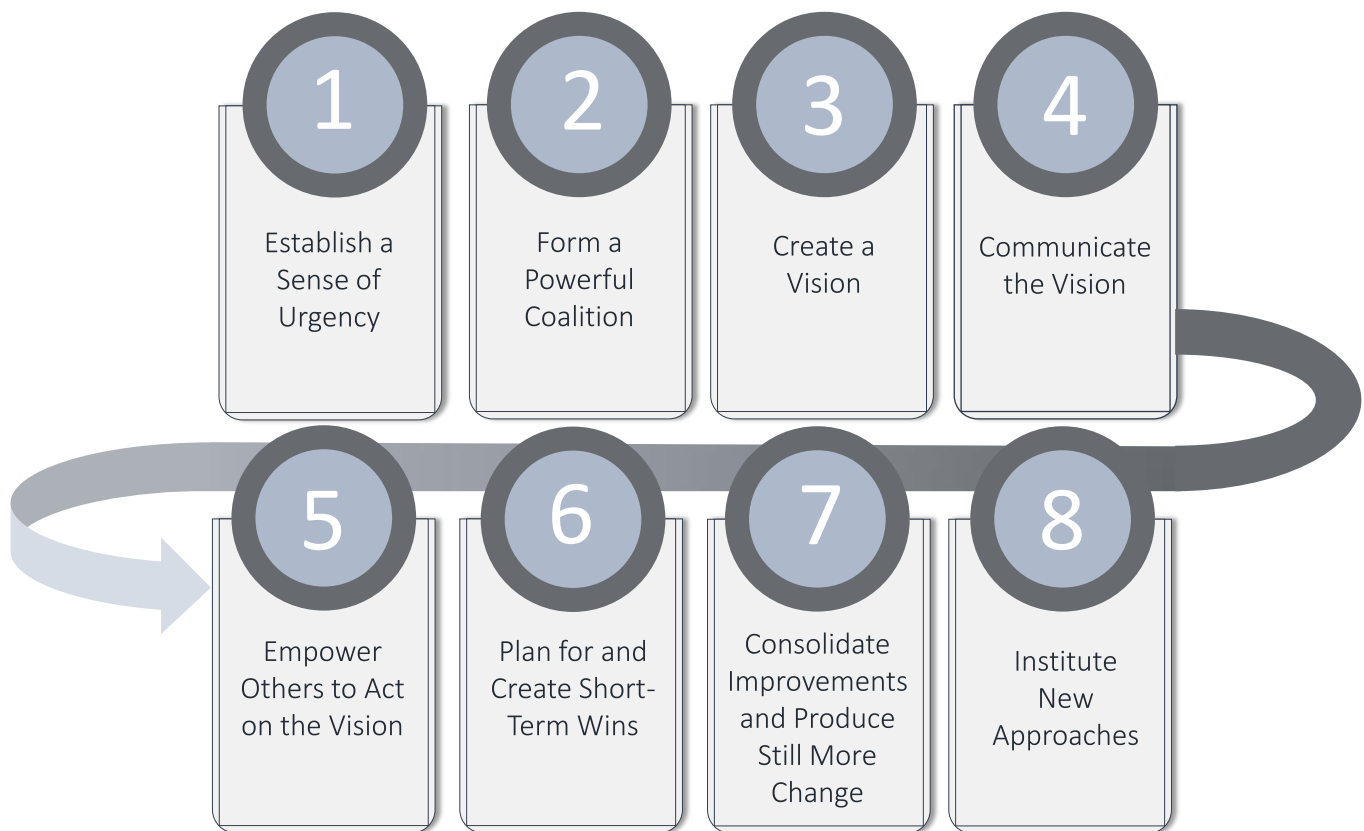 1
Establish a
Sense of
Urgency
2
Form a
Powerful
Coalition
3
Create a
Vision
4
Communicate
the Vision
5
Empower
Others to Act
on the Vision
6
Plan for and
Create Short-
Term Wins
7
Consolidate
Improvements
and Produce
Still More
Change
8
Institute
New
Approaches